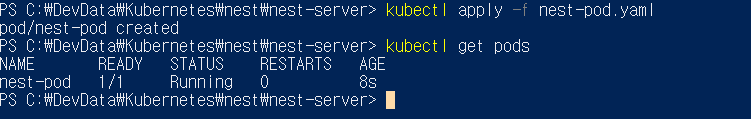 PS C:₩DevData₩Kubernetes₩nest₩nest-server> kubectl apply -f nest-pod.yaml
pod/nest-pod created
PS C:₩DevData₩Kubernetes₩nest₩nest-server> kubectl get pods
NAME READY STATUS RESTARTS AGE
nest-pod 1/1 Running 0 8s
PS C:₩DevData₩Kubernetes₩nest₩nest-server>